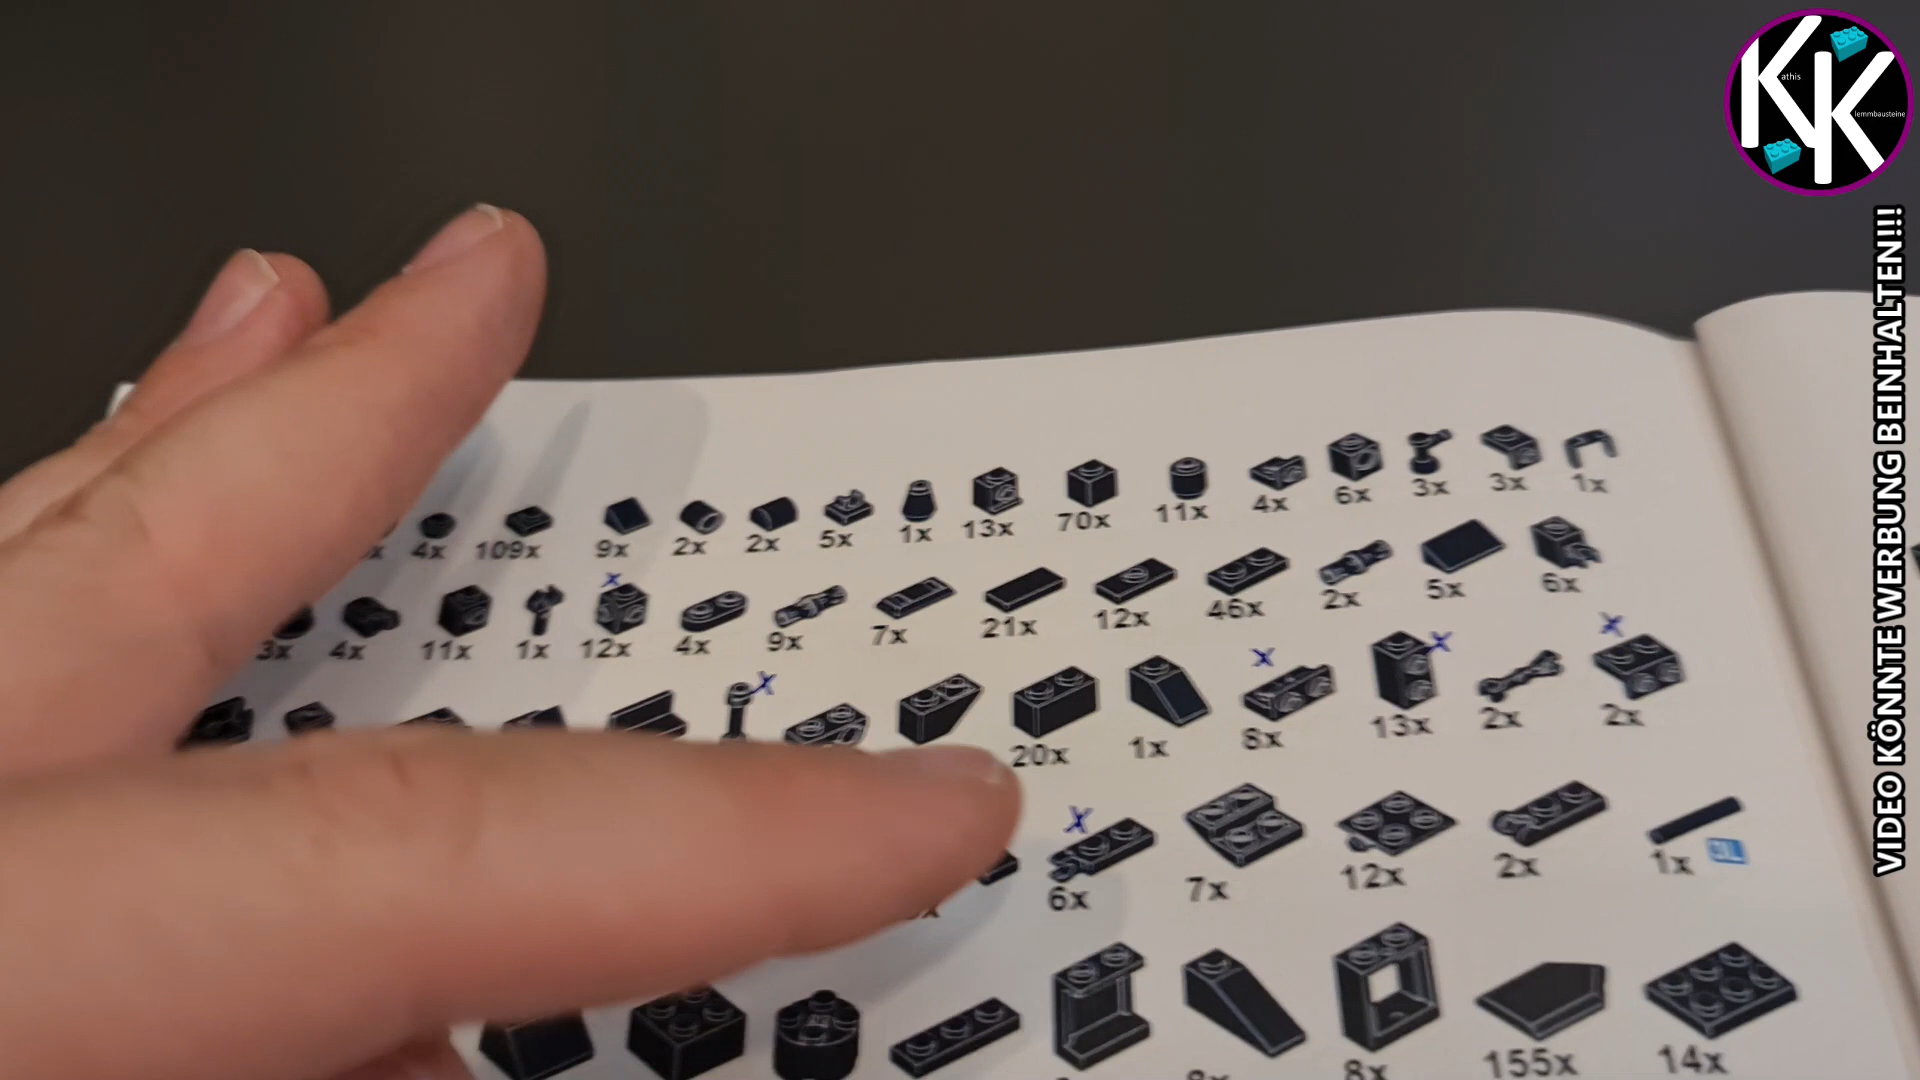 K athis
K lemmbausteine
VIDEO KÖNNTE WERBUNG BEINHALTEN!!!
4x 109x 9x 2x 2x 5x 1x 13x 70x 11x 4x 6x 3x 3x 1x
x
3x 4x 11x 1x 12x 4x 9x 7x 21x 12x 46x 2x 5x 6x
x x x x
20x 1x 8x 13x 2x 2x
x
6x 7x 12x 2x 1x
8x 155x 14x